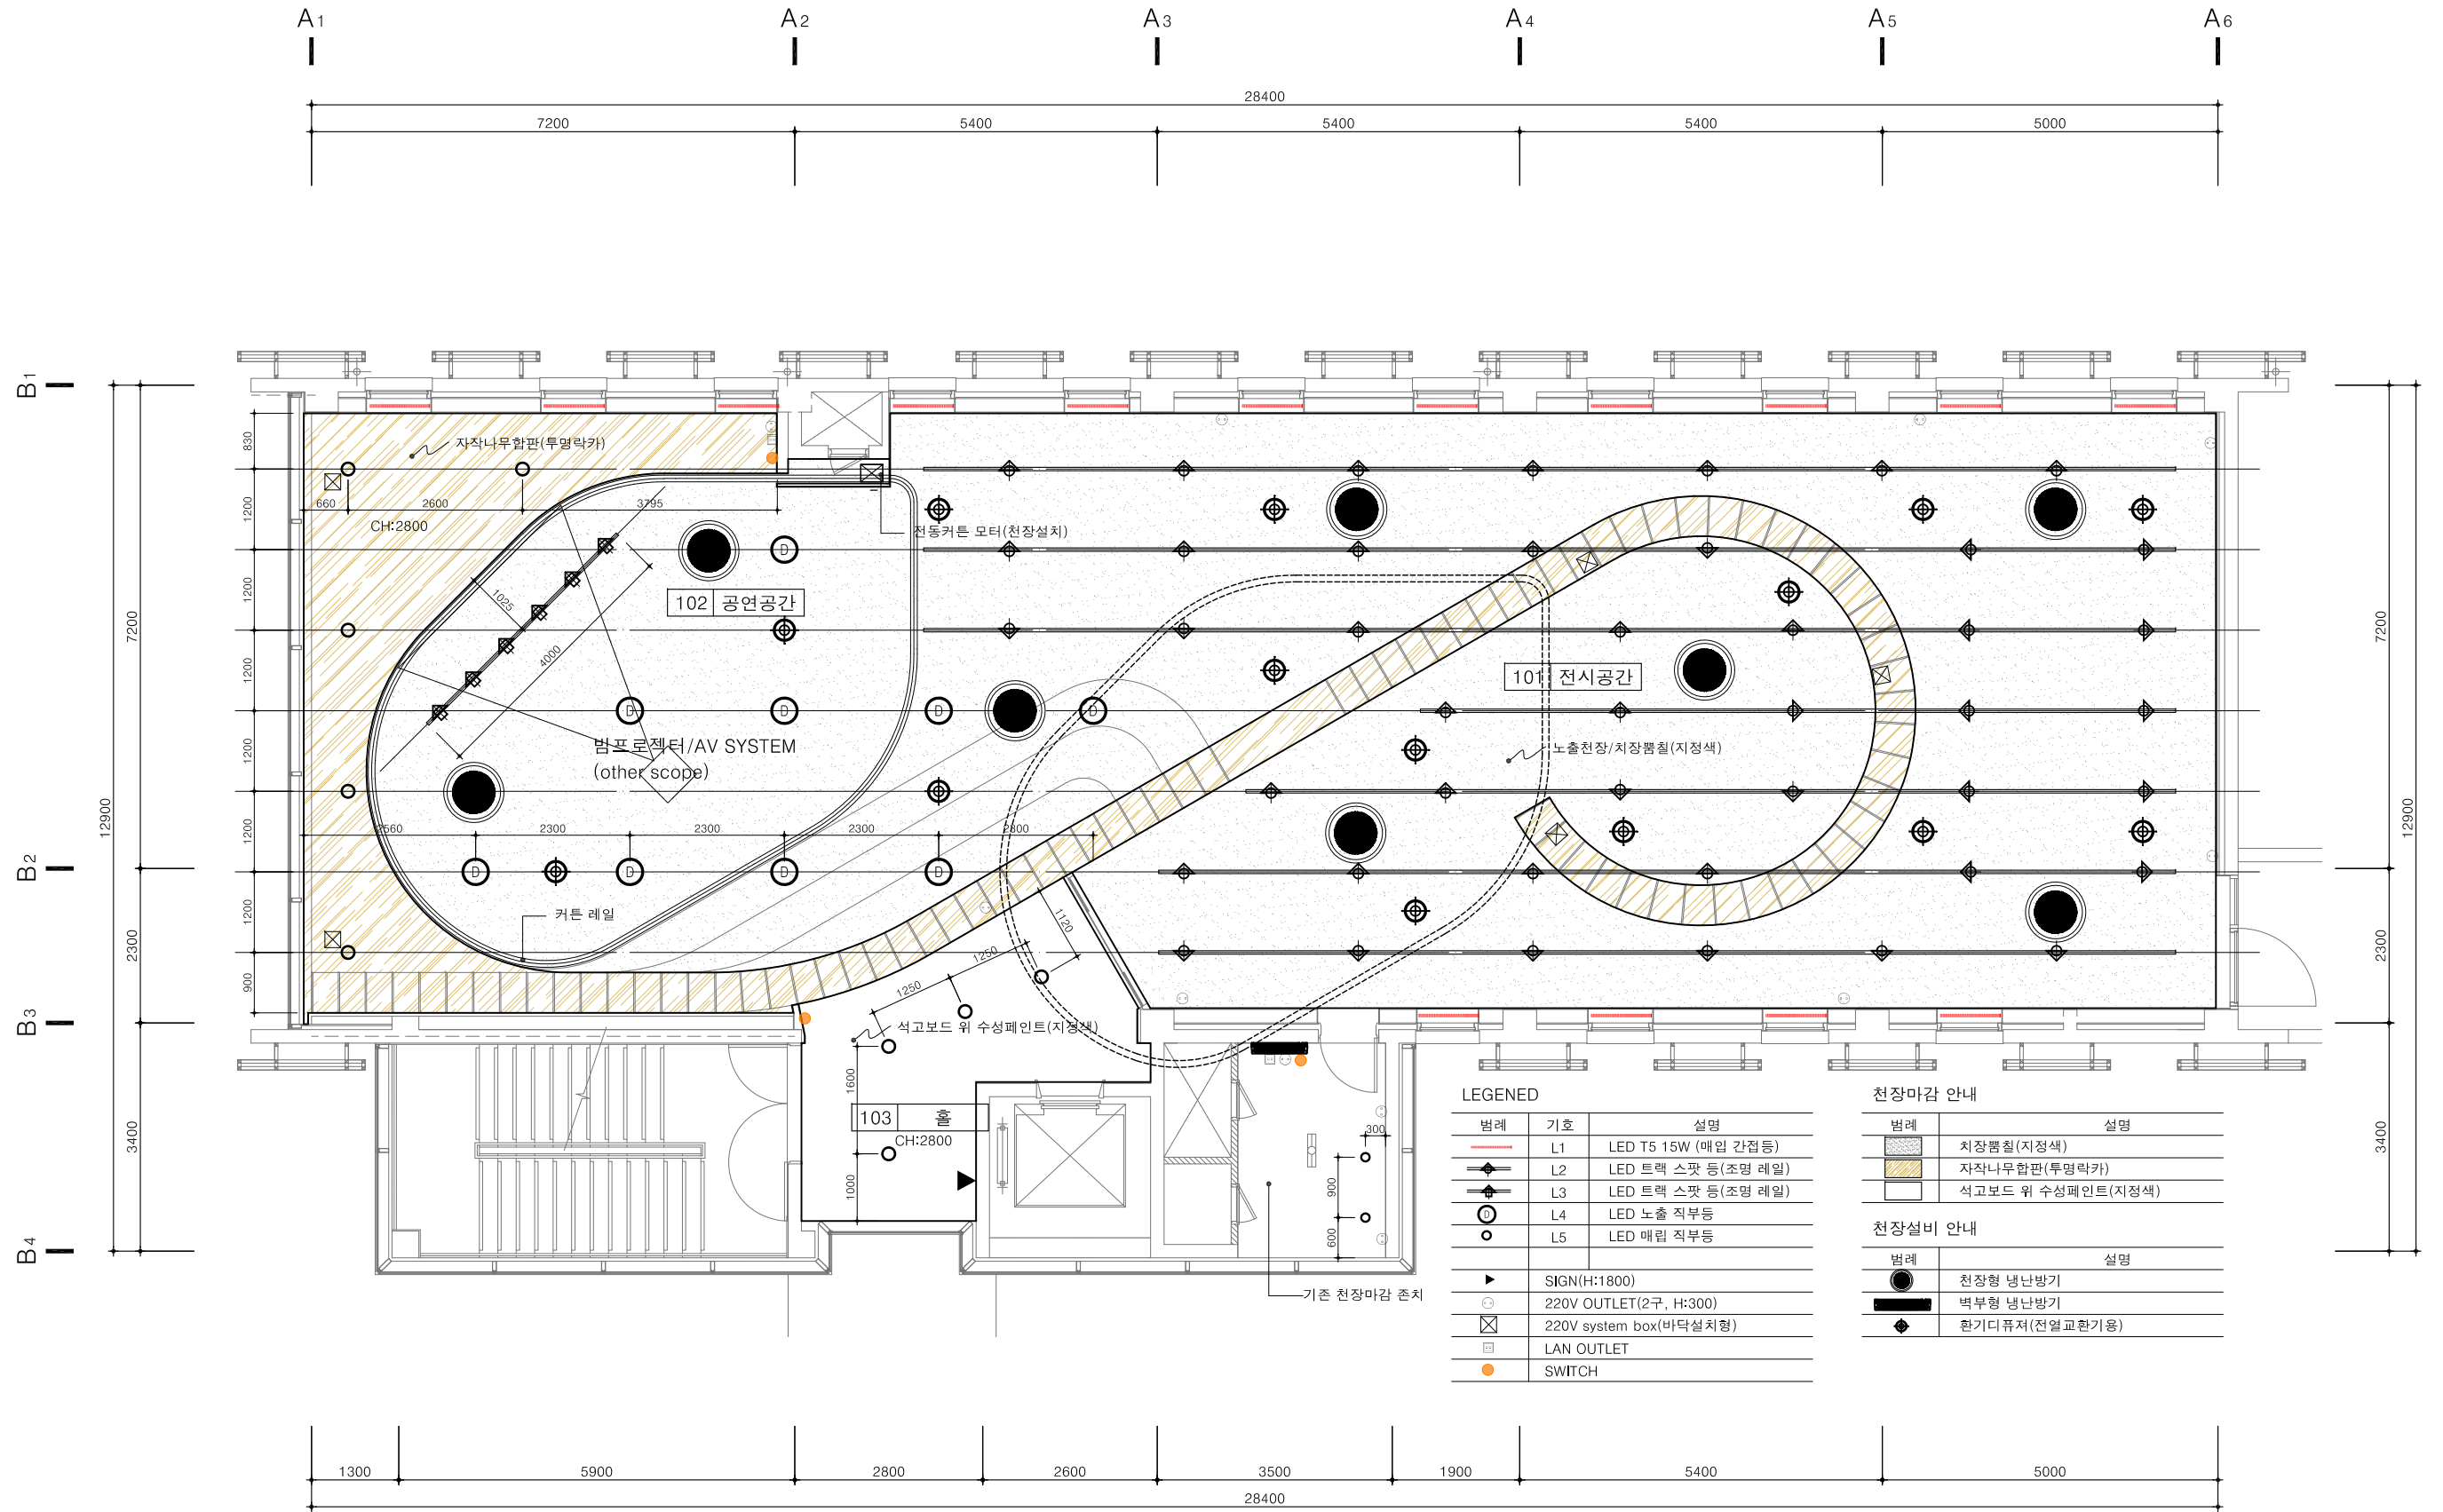 A1
A2
A3
A4
A5
A6
28400
7200
5400
5400
5400
5000
B1
B2
B3
B4
12900
7200
2300
3400
830
1200
1200
1200
1200
1200
1200
900
자작나무합판(투명락카)
660
2600
3795
CH:2800
전동커튼 모터(천장설치)
102 공연공간
1025
4000
범프로젝터/AV SYSTEM
(other scope)
2560
2300
2300
2300
2800
커튼 레일
101 전시공간
노출천장/치장뿜칠(지정색)
1120
1250
1250
석고보드 위 수성페인트(지정색)
1600
103 홀
CH:2800
1000
300
900
600
기존 천장마감 존치
7200
2300
3400
12900
LEGENED
범례 기호 설명
L1 LED T5 15W (매입 간접등)
L2 LED 트랙 스팟 등(조명 레일)
L3 LED 트랙 스팟 등(조명 레일)
D L4 LED 노출 직부등
L5 LED 매립 직부등
SIGN(H:1800)
220V OUTLET(2구, H:300)
220V system box(바닥설치형)
LAN OUTLET
SWITCH
천장마감 안내
범례 설명
치장뿜칠(지정색)
자작나무합판(투명락카)
석고보드 위 수성페인트(지정색)
천장설비 안내
범례 설명
천장형 냉난방기
벽부형 냉난방기
환기디퓨져(전열교환기용)
D
D
D
D
D
D
D
D
D
1300
5900
2800
2600
3500
1900
5400
5000
28400